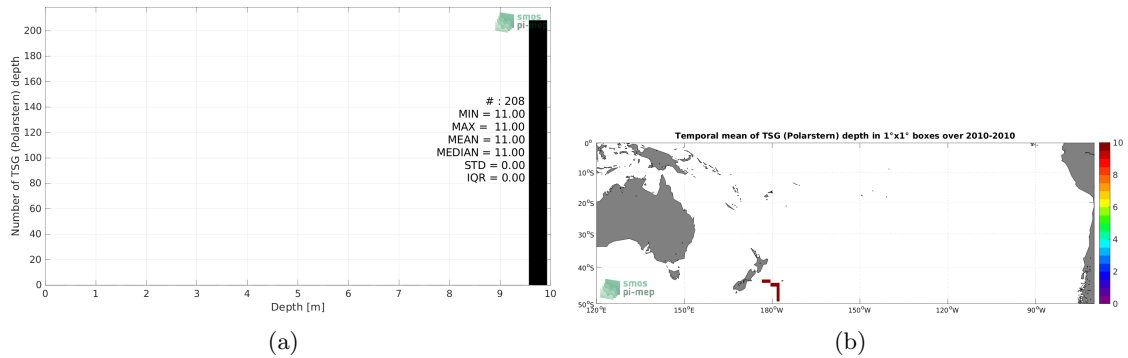 smos
pi-mep
Number of TSG (Polarstern) depth
200
180
160
140
120
100
80
60
40
20
0
# : 208
MIN = 11.00
MAX = 11.00
MEAN = 11.00
MEDIAN = 11.00
STD = 0.00
IQR = 0.00
0 1 2 3 4 5 6 7 8 9 10
Depth [m]
(a)
Temporal mean of TSG (Polarstern) depth in 1°x1° boxes over 2010-2010
0°
10°S
20°S
30°S
40°S
50°S
120°E 150°E 180°W 150°W 120°W 90°W
10
8
6
4
2
0
smos
pi-mep
(b)